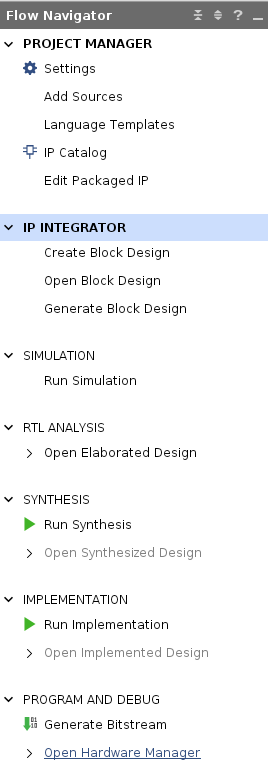 Flow Navigator
PROJECT MANAGER
Settings
Add Sources
Language Templates
IP Catalog
Edit Packaged IP
IP INTEGRATOR
Create Block Design
Open Block Design
Generate Block Design
SIMULATION
Run Simulation
RTL ANALYSIS
Open Elaborated Design
SYNTHESIS
Run Synthesis
Open Synthesized Design
IMPLEMENTATION
Run Implementation
Open Implemented Design
PROGRAM AND DEBUG
Generate Bitstream
Open Hardware Manager